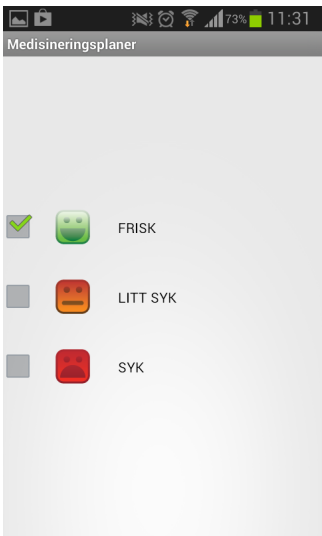 73% 11:31
Medisineringsplaner
FRISK
LITT SYK
SYK